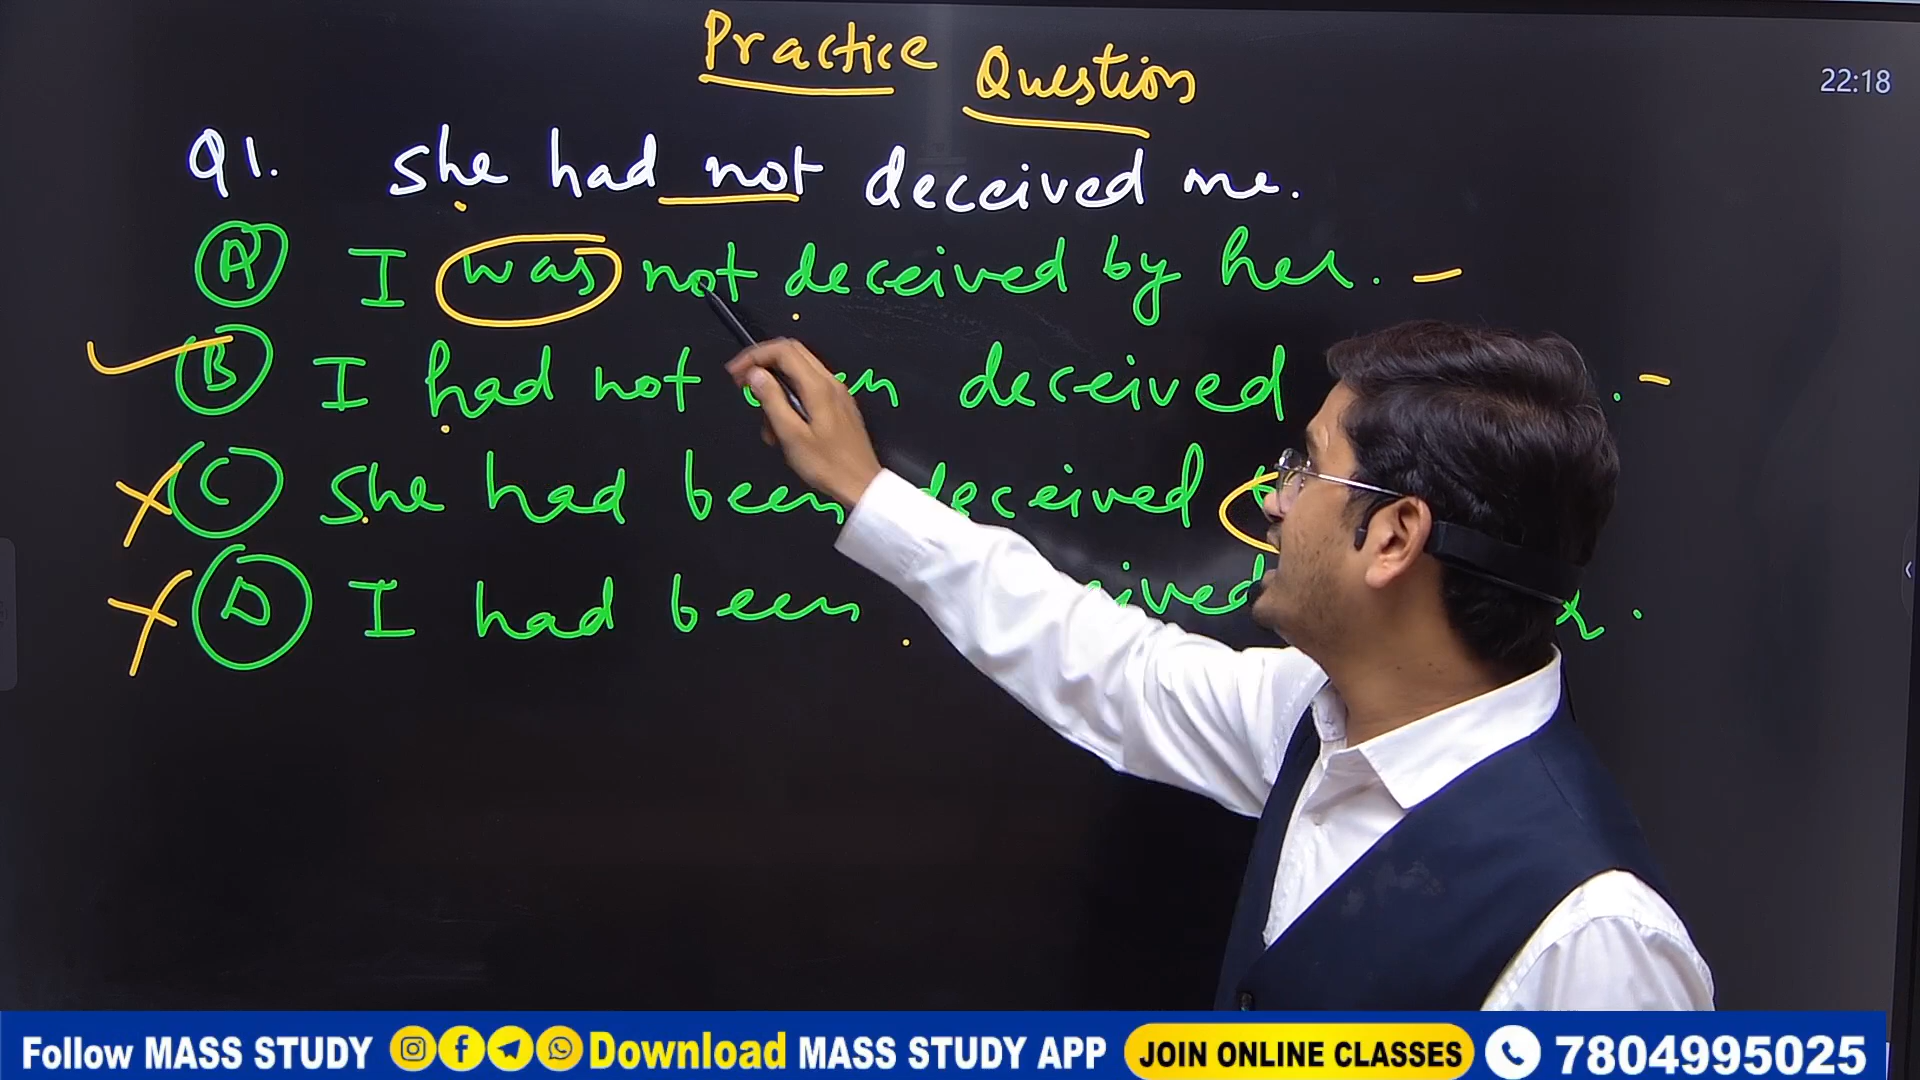 Practice Question
22:18
Q1. She had not deceived me.
A I was not deceived by her.
B I had not deceived
C She had been deceived
D I had been
Follow MASS STUDY Download MASS STUDY APP JOIN ONLINE CLASSES 7804995025